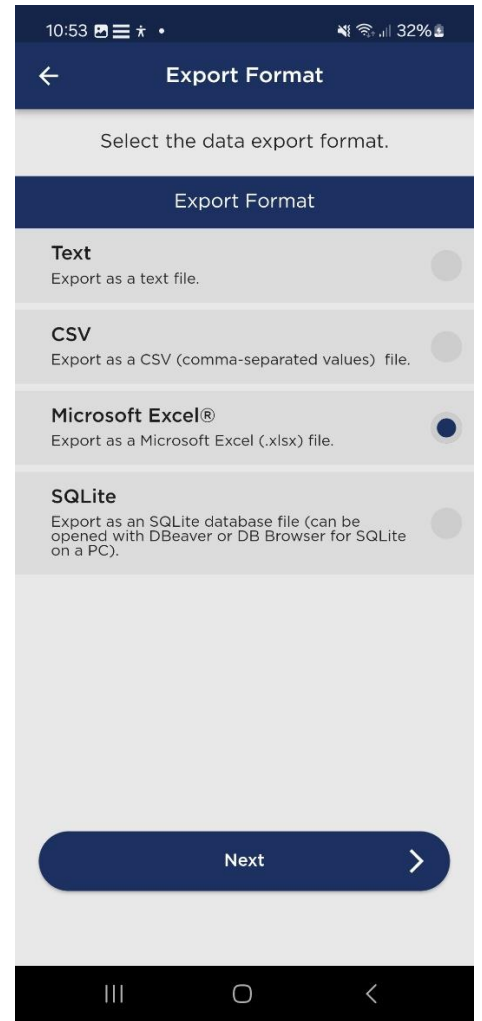 10:53 32%
Export Format
Select the data export format.
Export Format
Text
Export as a text file.
CSV
Export as a CSV (comma-separated values) file.
Microsoft Excel®
Export as a Microsoft Excel (.xlsx) file.
SQLite
Export as an SQLite database file (can be
opened with DBeaver or DB Browser for SQLite
on a PC).
Next